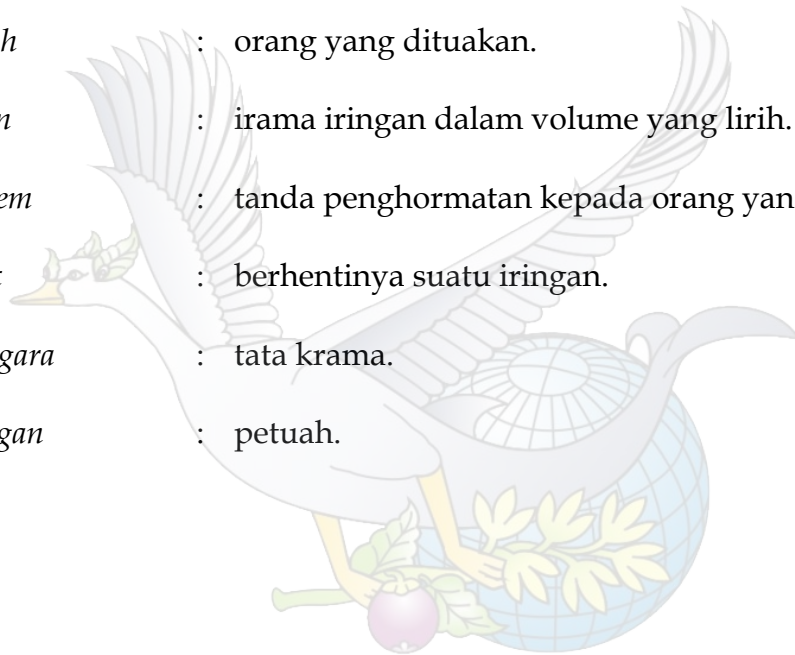 h : orang yang dituakan.
n : irama iringan dalam volume yang lirih.
em : tanda penghormatan kepada orang yan
: berhentinya suatu iringan.
gara : tata krama.
gan : petuah.